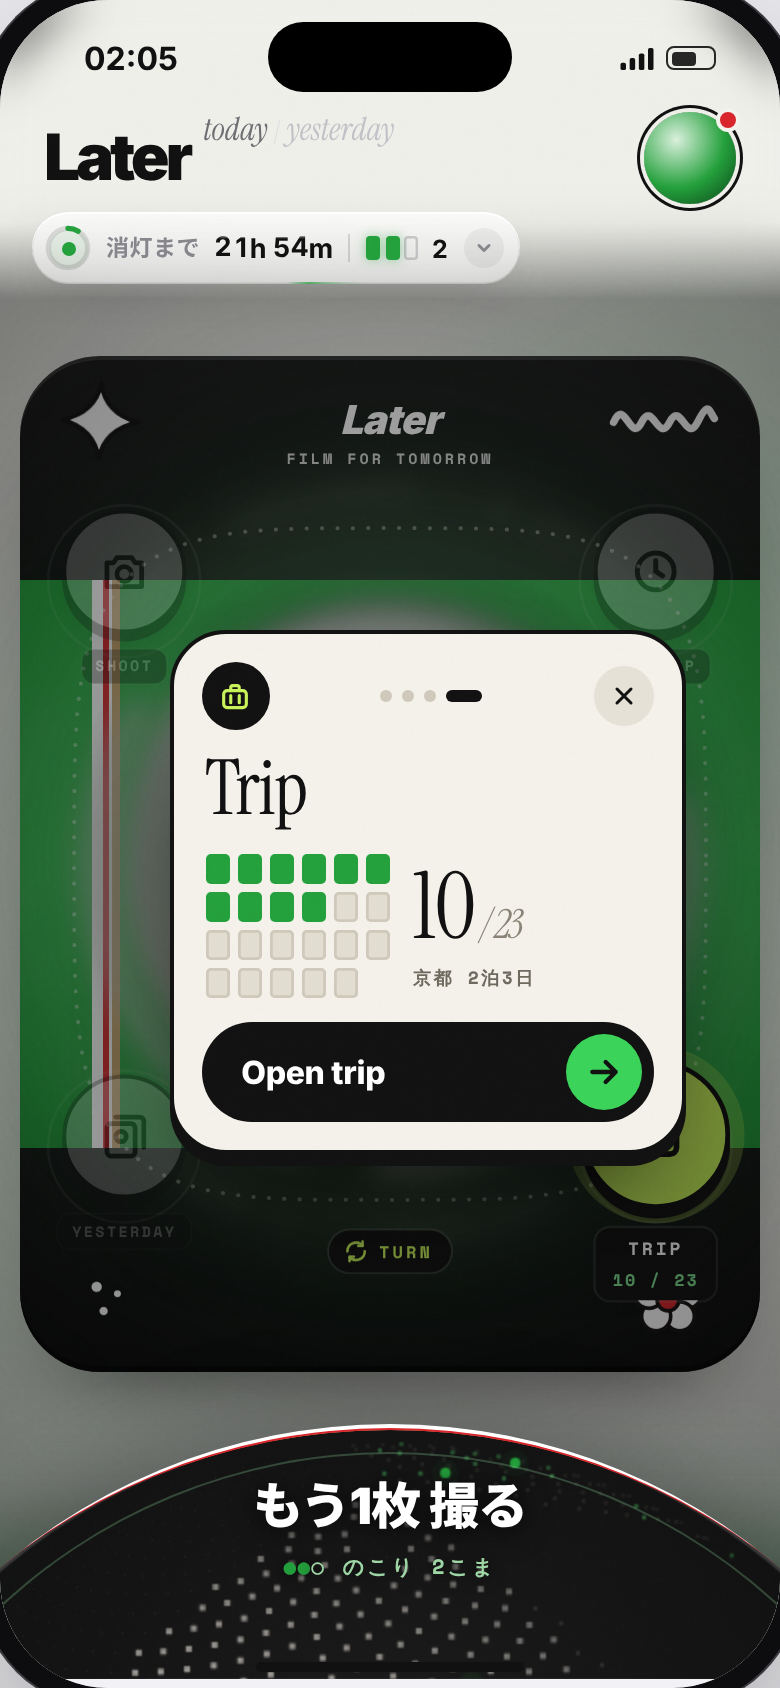 02:05
Later today / yesterday
消灯まで 21h 54m 2
Later
FILM FOR TOMORROW
SHOOT
P
Trip
10 /23
京都 2泊3日
Open trip
YESTERDAY
TURN
TRIP
10 / 23
もう1枚 撮る
のこり 2こま